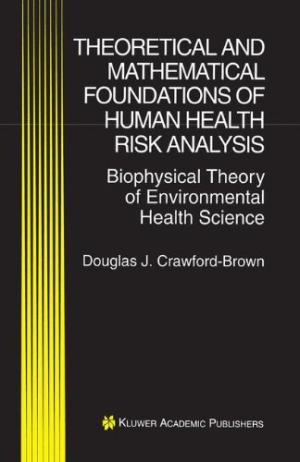 THEORETICAL AND
MATHEMATICAL
FOUNDATIONS OF
HUMAN HEALTH
RISK ANALYSIS
Biophysical Theory
of Environmental
Health Science
Douglas J. Crawford-Brown
KLUWER ACADEMIC PUBLISHERS